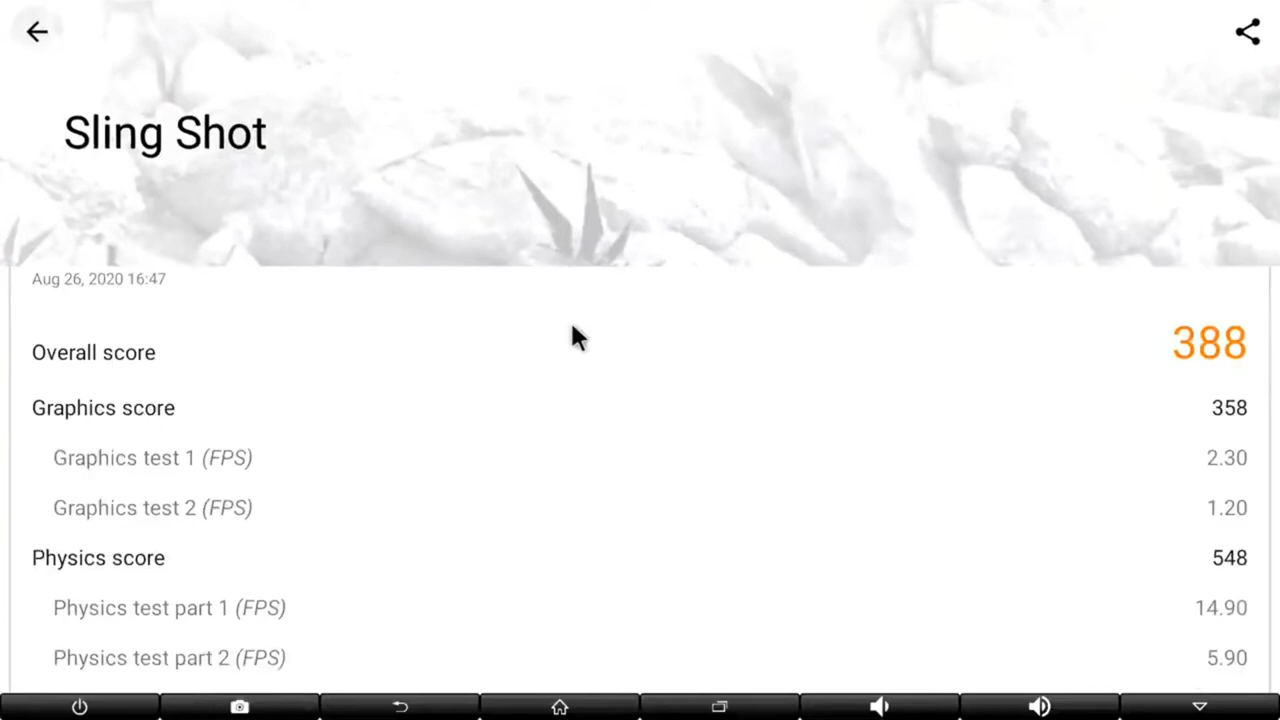 Sling Shot
Aug 26, 2020 16:47
Overall score 388
Graphics score 358
Graphics test 1 (FPS) 2.30
Graphics test 2 (FPS) 1.20
Physics score 548
Physics test part 1 (FPS) 14.90
Physics test part 2 (FPS) 5.90